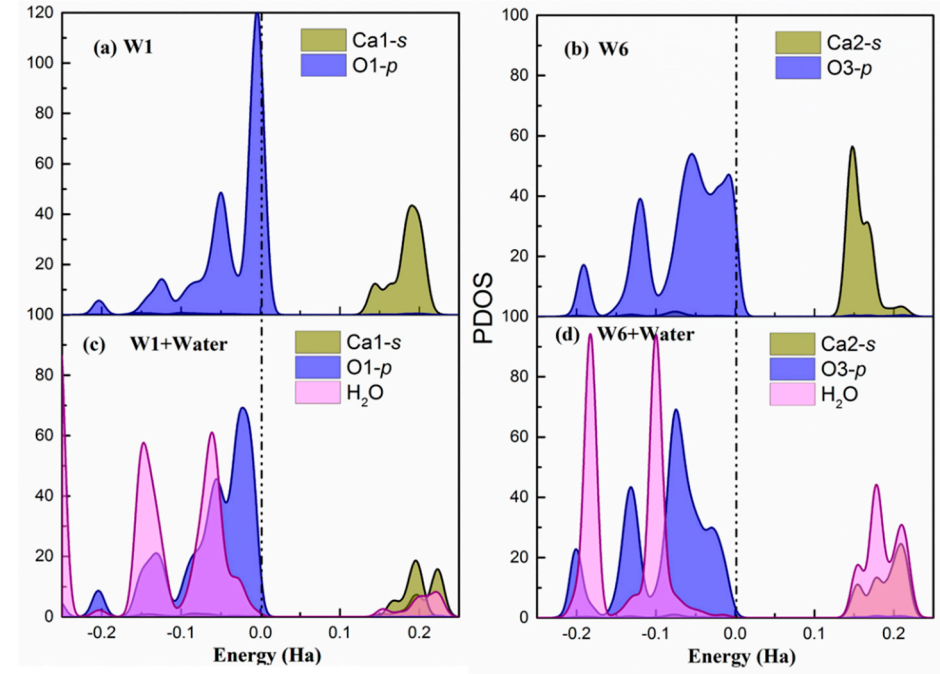 (a) W1
Ca1-s
O1-p
120
100
80
60
40
20
100
(b) W6
Ca2-s
O3-p
100
80
60
40
20
100
PDOS
(c) W1+Water
Ca1-s
O1-p
H₂O
80
60
40
20
0
-0.2 -0.1 0.0 0.1 0.2
Energy (Ha)
(d) W6+Water
Ca2-s
O3-p
H₂O
80
60
40
20
0
-0.2 -0.1 0.0 0.1 0.2
Energy (Ha)